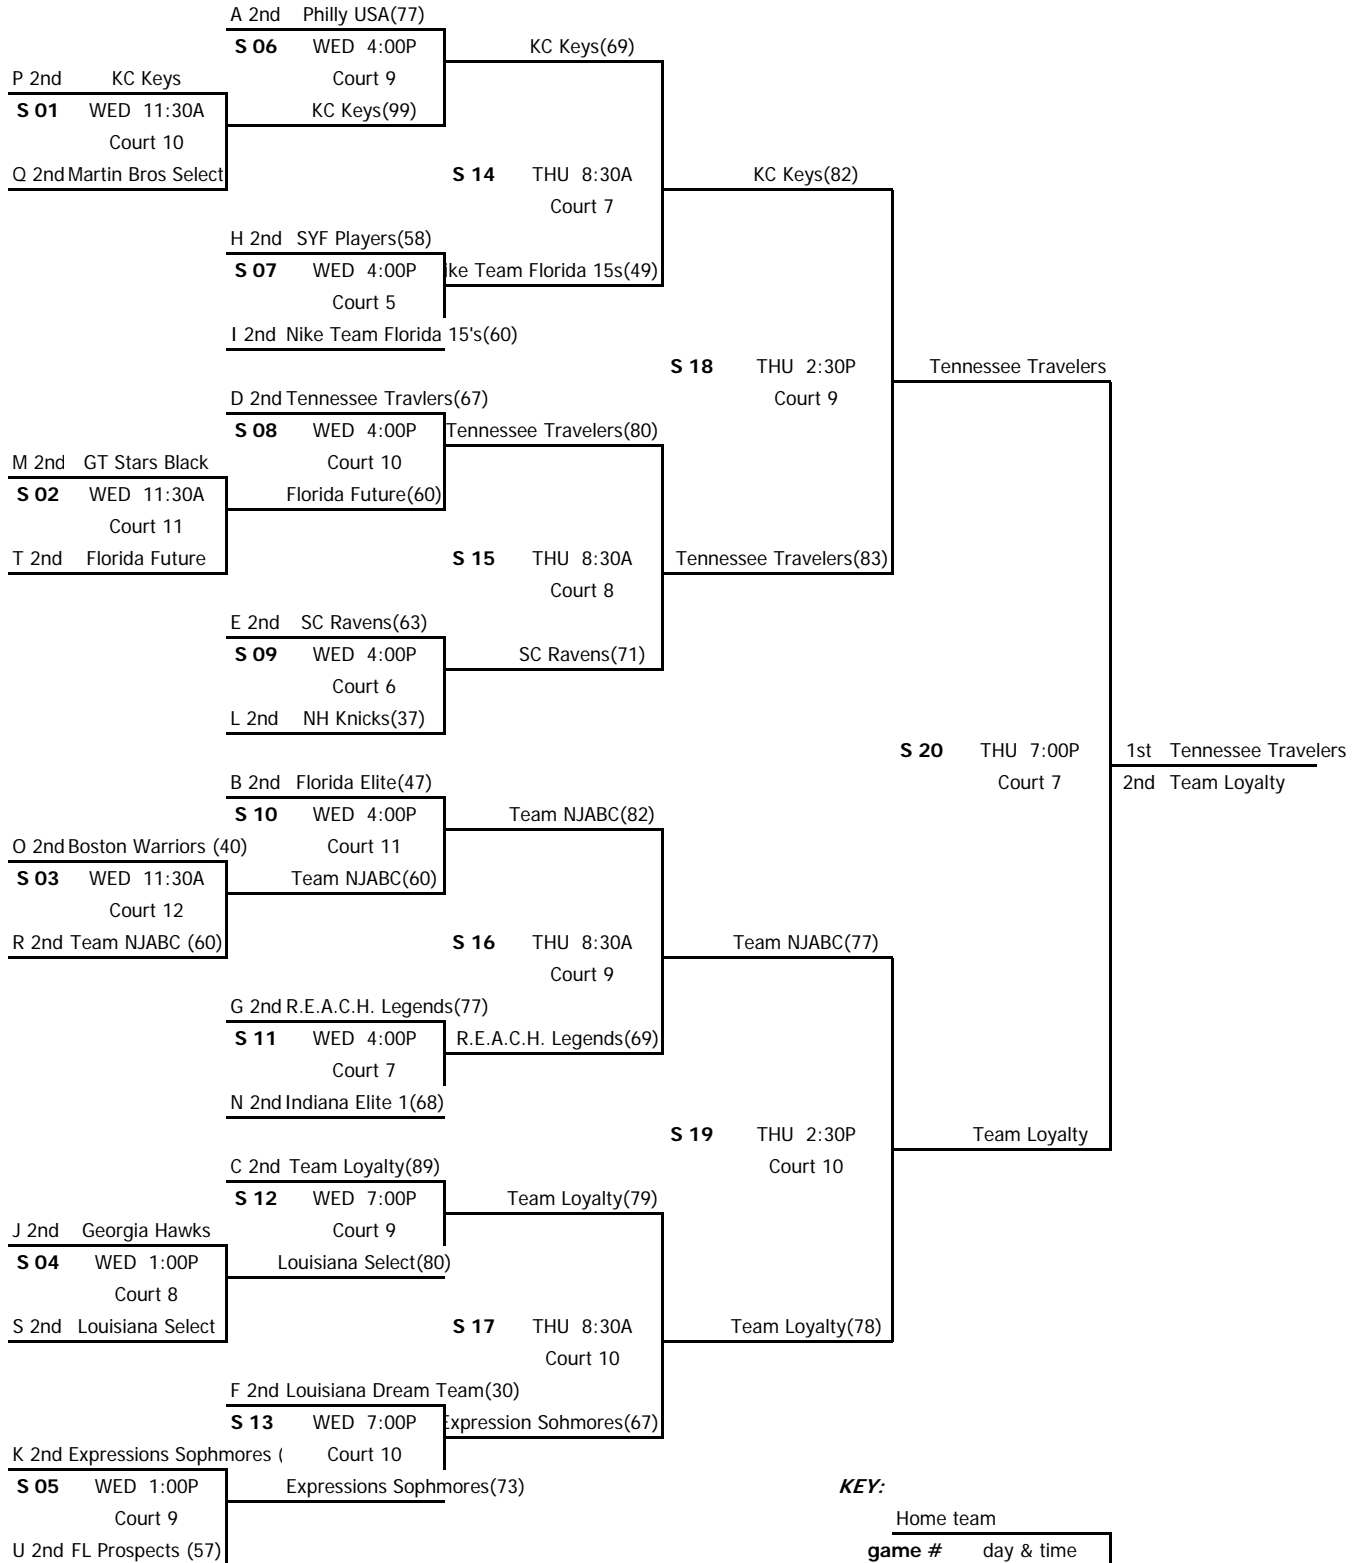 A 2nd Philly USA(77)
S 06 WED 4:00P KC Keys(69)
P 2nd KC Keys Court 9
S 01 WED 11:30A KC Keys(99)
Court 10
Q 2nd Martin Bros Select S 14 THU 8:30A KC Keys(82)
Court 7
H 2nd SYF Players(58)
S 07 WED 4:00P ike Team Florida 15s(49)
Court 5
I 2nd Nike Team Florida 15's(60)
S 18 THU 2:30P Tennessee Travelers
D 2nd Tennessee Travlers(67) Court 9
S 08 WED 4:00P Tennessee Travelers(80)
M 2nd GT Stars Black Court 10
S 02 WED 11:30A Florida Future(60)
Court 11
T 2nd Florida Future S 15 THU 8:30A Tennessee Travelers(83)
Court 8
E 2nd SC Ravens(63)
S 09 WED 4:00P SC Ravens(71)
Court 6
L 2nd NH Knicks(37)
S 20 THU 7:00P 1st Tennessee Travelers
B 2nd Florida Elite(47) Court 7 2nd Team Loyalty
S 10 WED 4:00P Team NJABC(82)
O 2nd Boston Warriors (40) Court 11
S 03 WED 11:30A Team NJABC(60)
Court 12
R 2nd Team NJABC (60) S 16 THU 8:30A Team NJABC(77)
Court 9
G 2nd R.E.A.C.H. Legends(77)
S 11 WED 4:00P R.E.A.C.H. Legends(69)
Court 7
N 2nd Indiana Elite 1(68)
S 19 THU 2:30P Team Loyalty
C 2nd Team Loyalty(89) Court 10
S 12 WED 7:00P Team Loyalty(79)
J 2nd Georgia Hawks Court 9
S 04 WED 1:00P Louisiana Select(80)
Court 8
S 2nd Louisiana Select S 17 THU 8:30A Team Loyalty(78)
Court 10
F 2nd Louisiana Dream Team(30)
S 13 WED 7:00P Expression Sohmores(67)
K 2nd Expressions Sophmores ( Court 10
S 05 WED 1:00P Expressions Sophmores(73) KEY:
Court 9 Home team
U 2nd FL Prospects (57) game # day & time